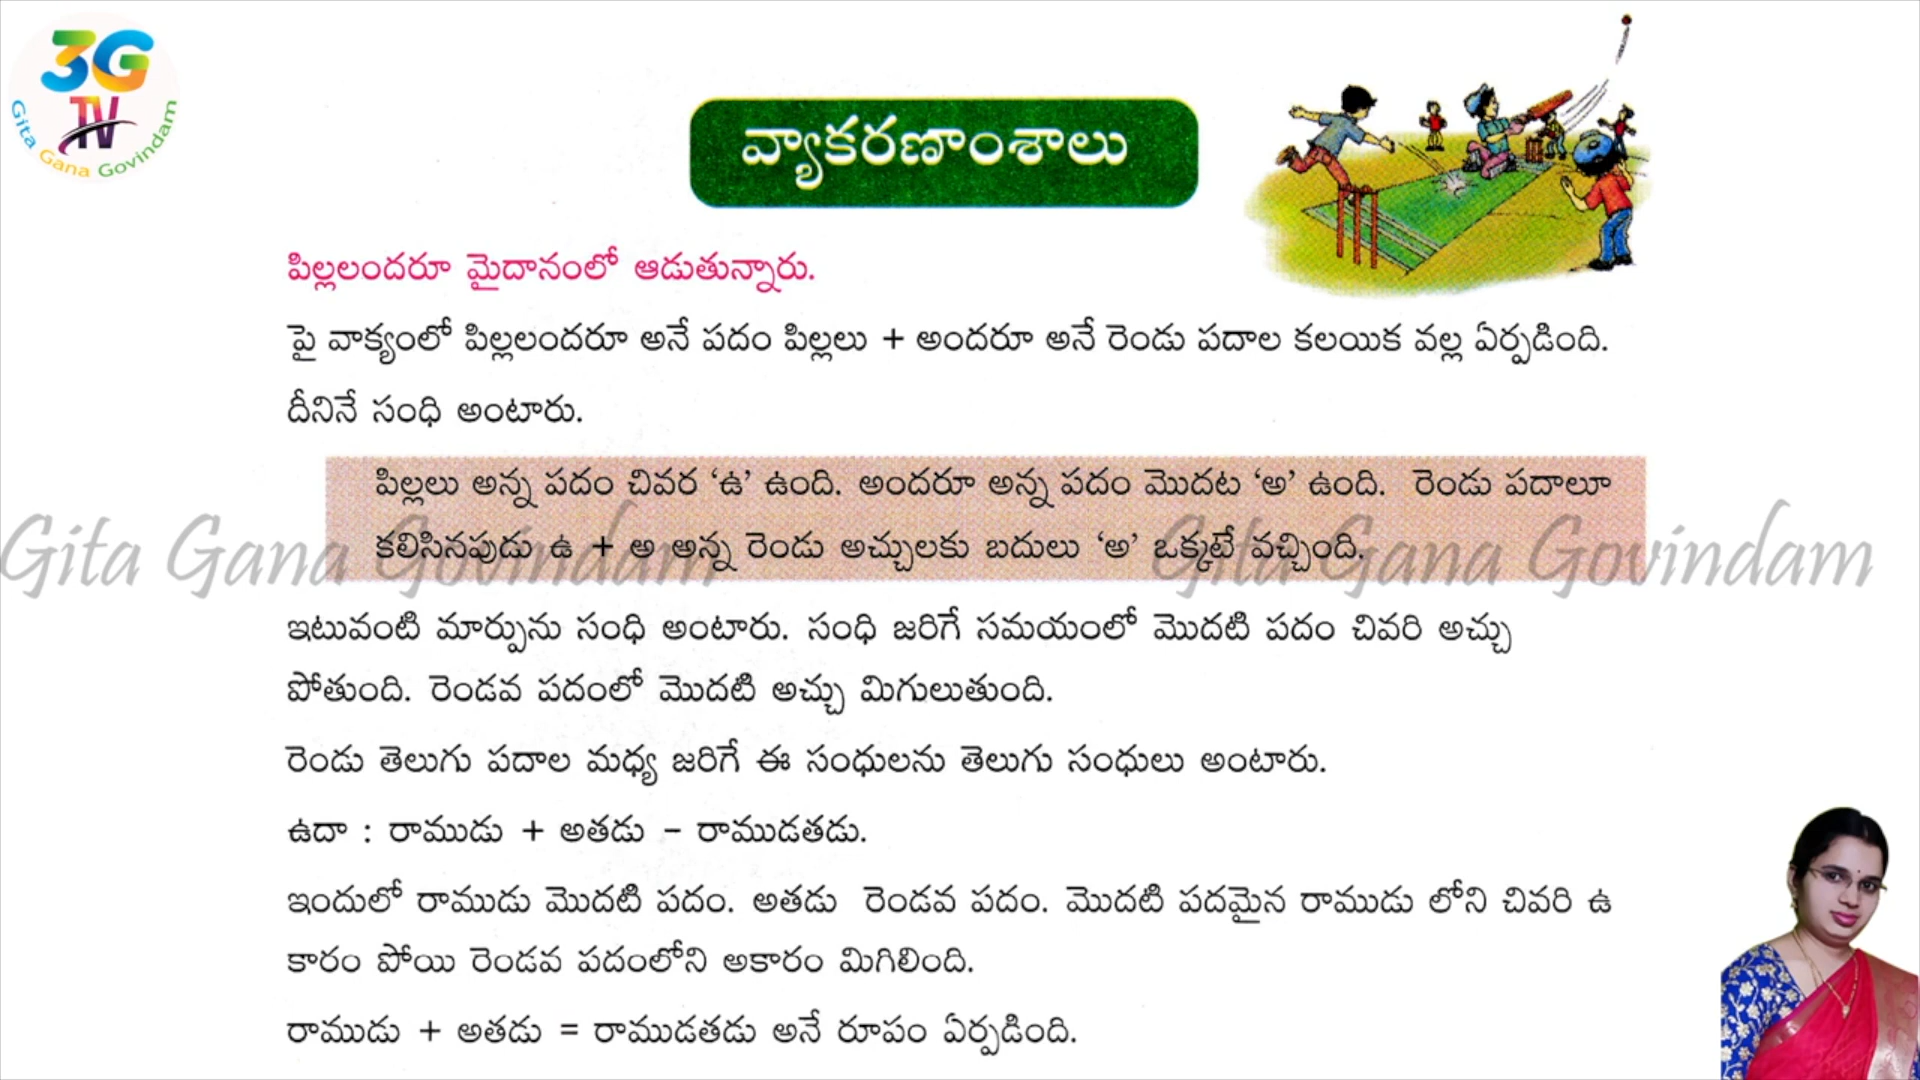 3G
TV
Gita Gana Govindam
వ్యాకరణాంశాలు
పిల్లలందరూ మైదానంలో ఆడుతున్నారు.
పై వాక్యంలో పిల్లలందరూ అనే పదం పిల్లలు + అందరూ అనే రెండు పదాల కలయిక వల్ల ఏర్పడింది.
దీనినే సంధి అంటారు.
పిల్లలు అన్న పదం చివర ‘ఉ’ ఉంది. అందరూ అన్న పదం మొదట ‘అ’ ఉంది. రెండు పదాలూ
కలిసినపుడు ఉ + అ అన్న రెండు అచ్చులకు బదులు ‘అ’ ఒక్కటే వచ్చింది.
Gita Gana Govindam Gita Gana Govindam
ఇటువంటి మార్పును సంధి అంటారు. సంధి జరిగే సమయంలో మొదటి పదం చివరి అచ్చు
పోతుంది. రెండవ పదంలో మొదటి అచ్చు మిగులుతుంది.
రెండు తెలుగు పదాల మధ్య జరిగే ఈ సంధులను తెలుగు సంధులు అంటారు.
ఉదా : రాముడు + అతడు – రాముడతడు.
ఇందులో రాముడు మొదటి పదం. అతడు రెండవ పదం. మొదటి పదమైన రాముడు లోని చివరి ఉ
కారం పోయి రెండవ పదంలోని అకారం మిగిలింది.
రాముడు + అతడు = రాముడతడు అనే రూపం ఏర్పడింది.